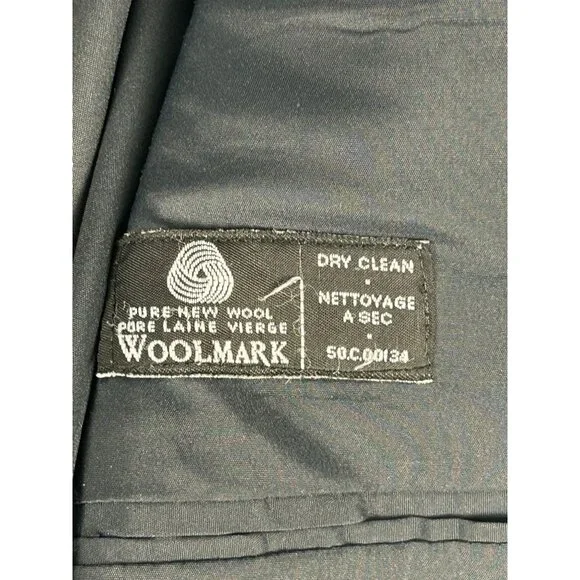 PURE NEW WOOL
PURE LAINE VIERGE
WOOLMARK
DRY CLEAN
•
NETTOYAGE
A SEC
•
50.C.00134